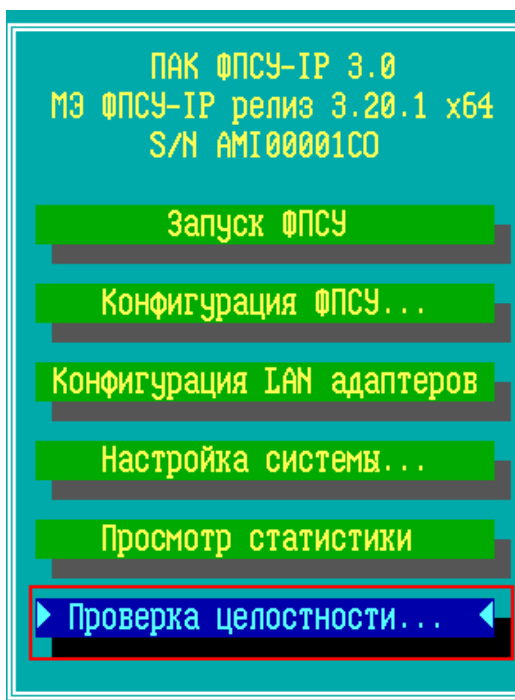 ПАК ФПСУ-IP 3.0
МЭ ФПСУ-IP релиз 3.20.1 x64
S/N AMI00001CO
Запуск ФПСУ
Конфигурация ФПСУ...
Конфигурация LAN адаптеров
Настройка системы...
Просмотр статистики
Проверка целостности...